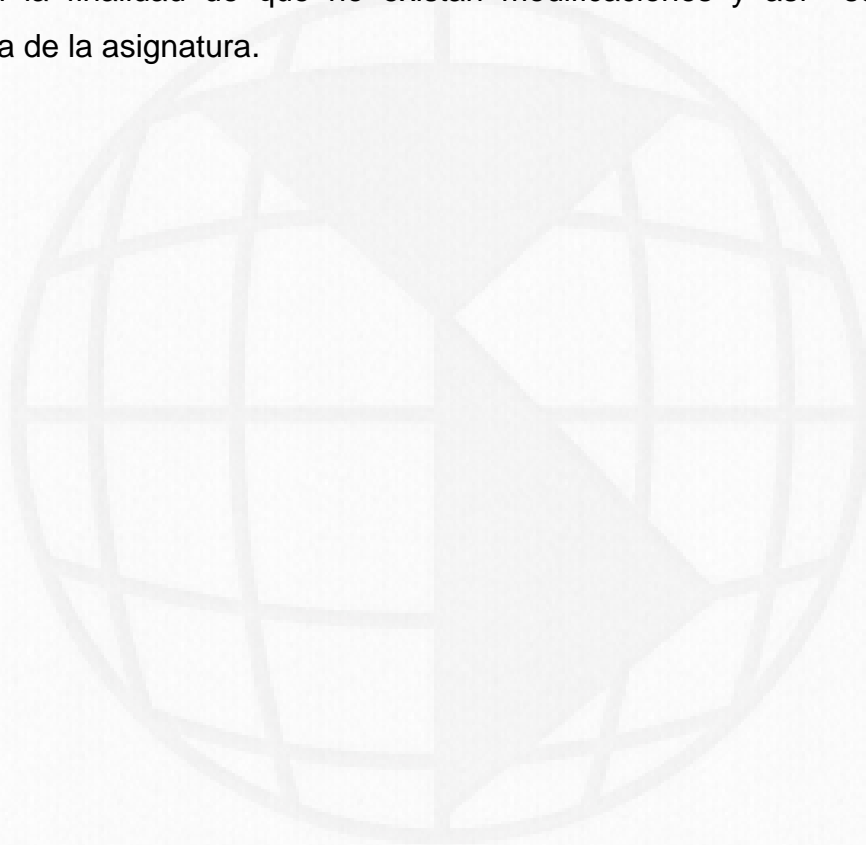 la finalidad de que no existan modificaciones y así
de la asignatura.